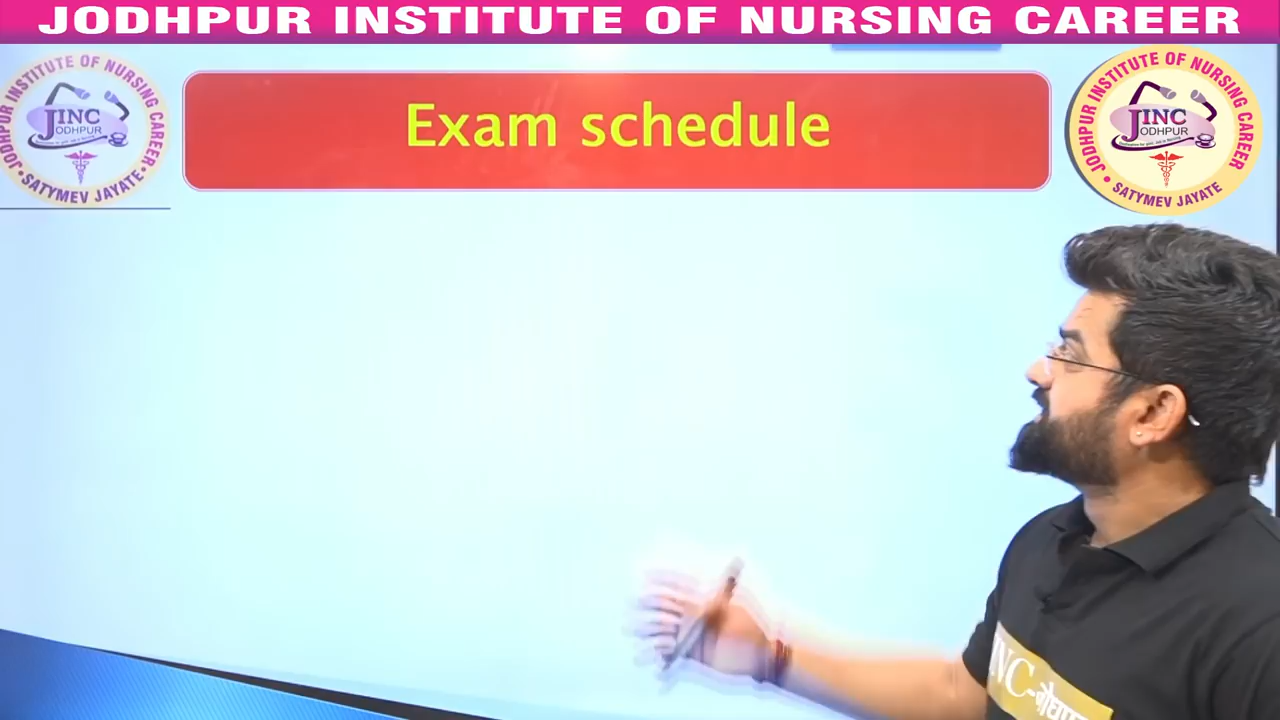 JODHPUR INSTITUTE OF NURSING CAREER
JODHPUR INSTITUTE OF NURSING CAREER
JINC
JODHPUR
• SATYMEV JAYATE •
Exam schedule
JODHPUR INSTITUTE OF NURSING CAREER
JINC
JODHPUR
• SATYMEV JAYATE